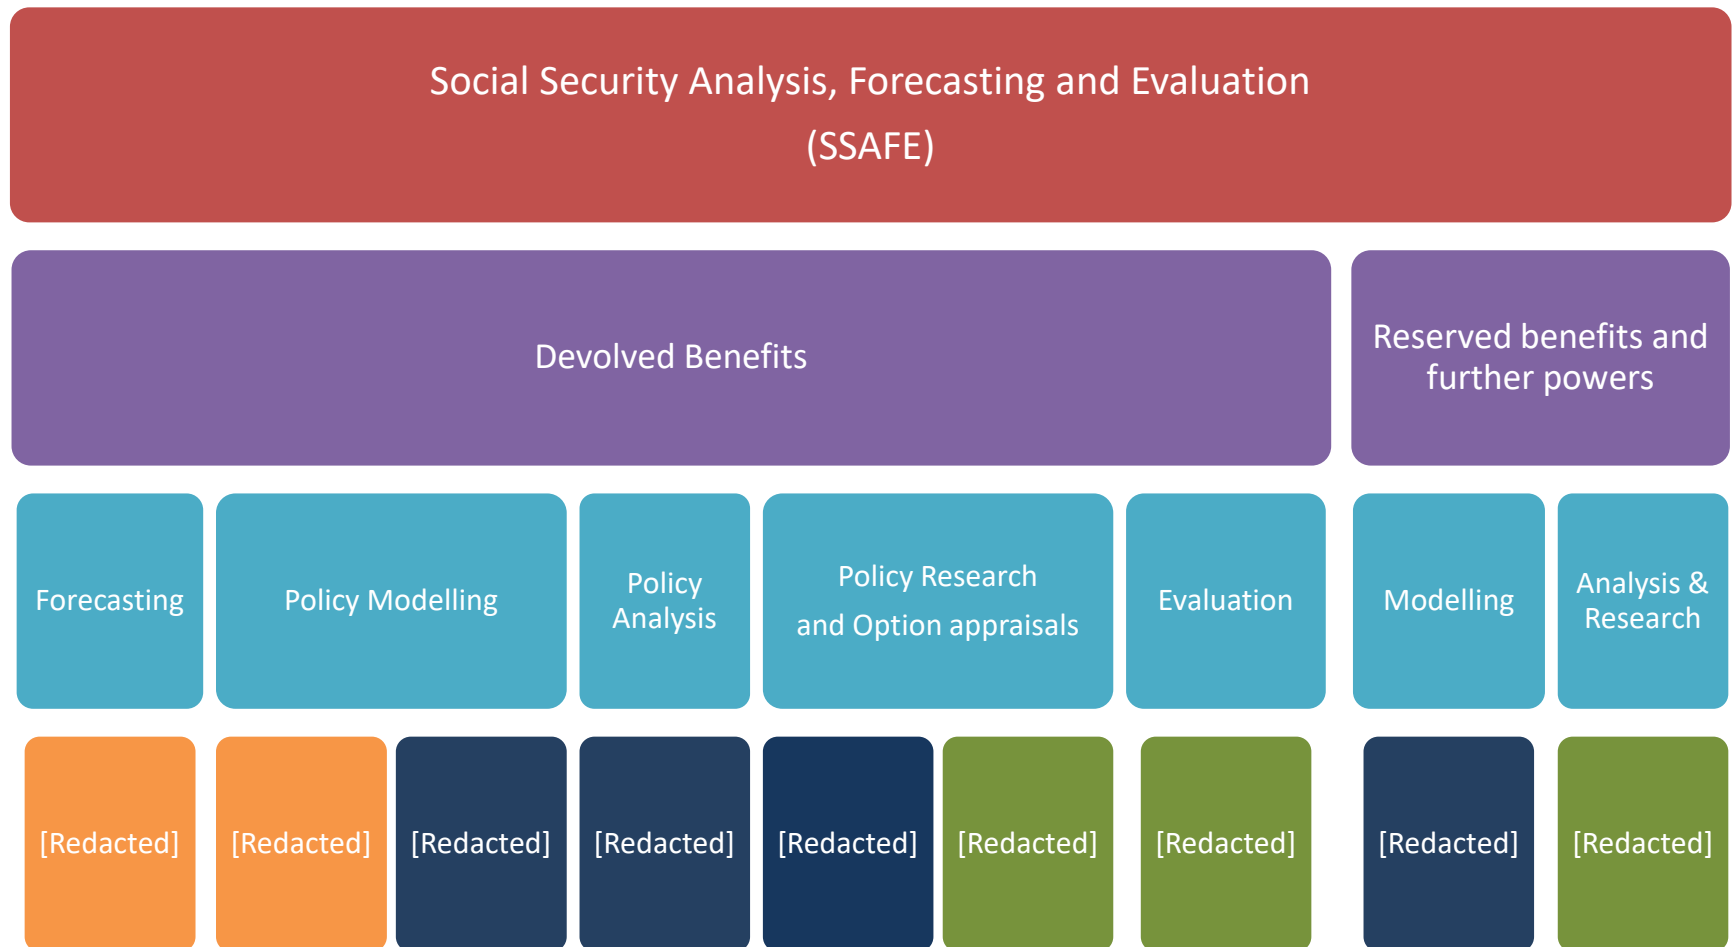 Social Security Analysis, Forecasting and Evaluation
(SSAFE)
Devolved Benefits
Reserved benefits and
further powers
Forecasting
Policy Modelling
Policy
Analysis
Policy Research
and Option appraisals
Evaluation
Modelling
Analysis &
Research
[Redacted]
[Redacted]
[Redacted]
[Redacted]
[Redacted]
[Redacted]
[Redacted]
[Redacted]
[Redacted]